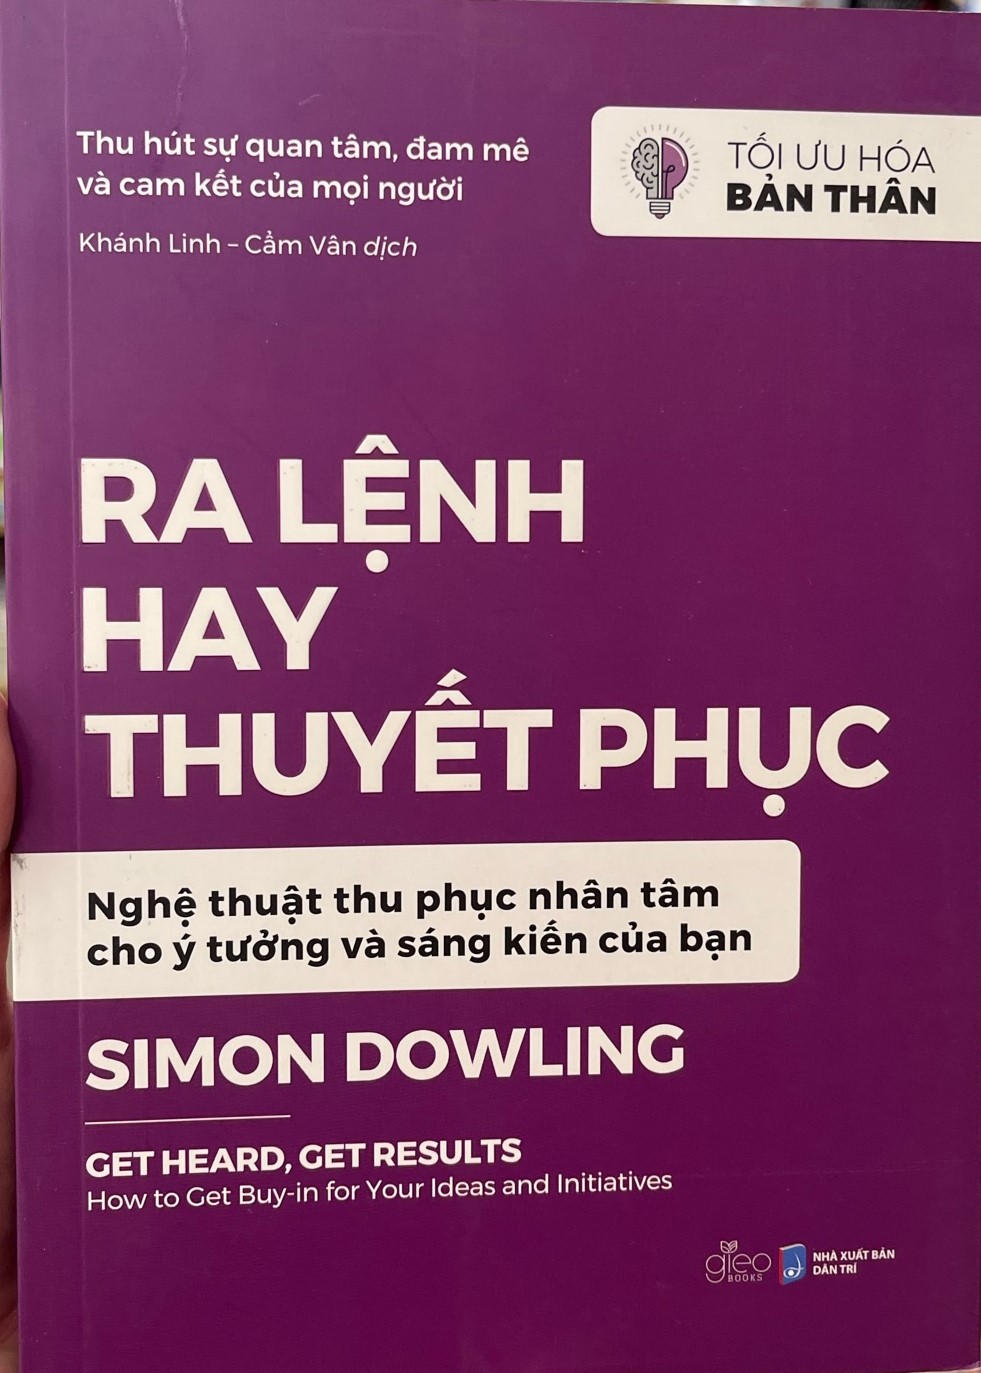 Thu hút sự quan tâm, đam mê
và cam kết của mọi người
Khánh Linh – Cẩm Vân dịch
TỐI ƯU HÓA
BẢN THÂN
RA LỆNH
HAY
THUYẾT PHỤC
Nghệ thuật thu phục nhân tâm
cho ý tưởng và sáng kiến của bạn
SIMON DOWLING
GET HEARD, GET RESULTS
How to Get Buy-in for Your Ideas and Initiatives
gieo
BOOKS
NHÀ XUẤT BẢN
DÂN TRÍ